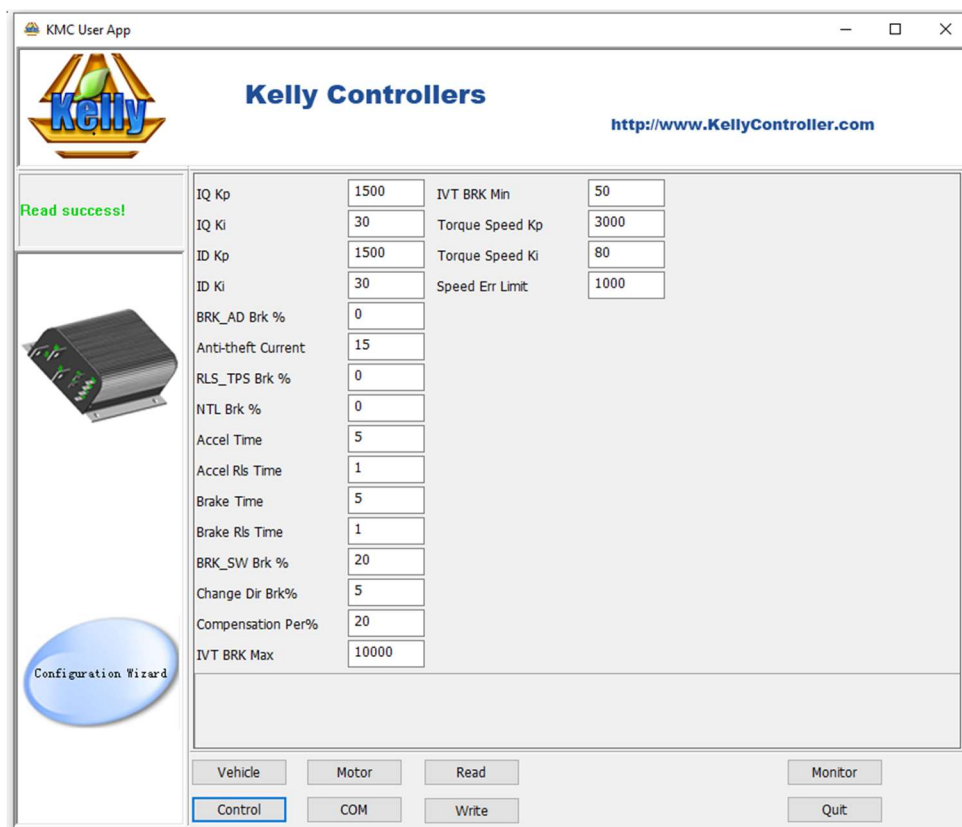 KMC User App
Kelly
Kelly Controllers
http://www.KellyController.com
Read success!
IQ Kp 1500 IVT BRK Min 50
IQ Ki 30 Torque Speed Kp 3000
ID Kp 1500 Torque Speed Ki 80
ID Ki 30 Speed Err Limit 1000
BRK_AD Brk % 0
Anti-theft Current 15
RLS_TPS Brk % 0
NTL Brk % 0
Accel Time 5
Accel Rls Time 1
Brake Time 5
Brake Rls Time 1
BRK_SW Brk % 20
Change Dir Brk% 5
Compensation Per% 20
IVT BRK Max 10000
Configuration Wizard
Vehicle Motor Read Monitor
Control COM Write Quit